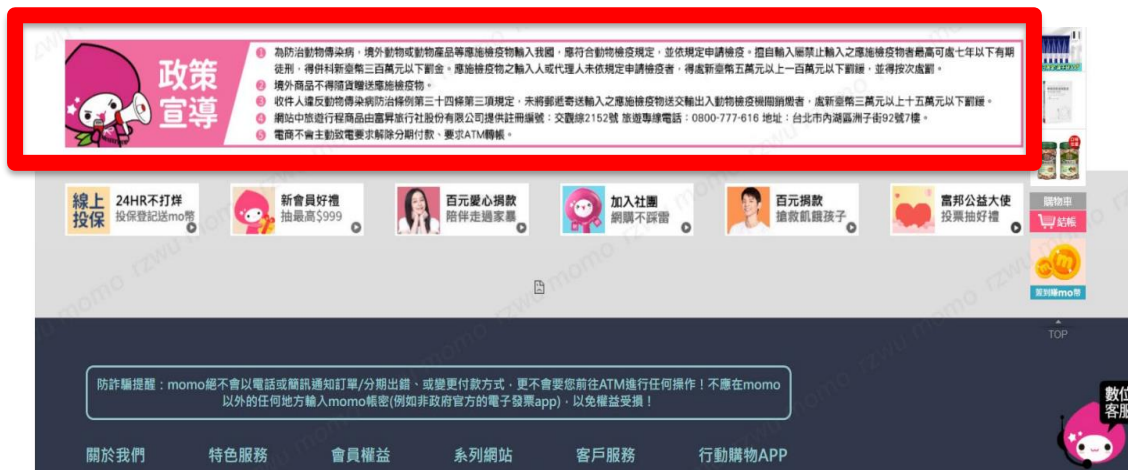 政策
宣導
1 為防治動物傳染病，境外動物或動物產品等應施檢疫物輸入我國，應符合動物檢疫規定，並依規定申請檢疫。擅自輸入屬禁止輸入之應施檢疫物者最高可處七年以下有期
徒刑，得併科新臺幣三百萬元以下罰金。應施檢疫物之輸入人或代理人未依規定申請檢疫者，得處新臺幣五萬元以上一百萬元以下罰鍰，並得按次處罰。
2 境外商品不得隨貨贈送應施檢疫物。
3 收件人違反動物傳染病防治條例第三十四條第三項規定，未將郵遞寄送輸入之應施檢疫物送交輸出入動物檢疫機關銷燬者，處新臺幣三萬元以上十五萬元以下罰鍰。
4 網站中旅遊行程商品由富昇旅行社股份有限公司提供註冊編號：交觀綜2152號 旅遊專線電話：0800-777-616 地址：台北市內湖區洲子街92號7樓。
5 電商不會主動致電要求解除分期付款、要求ATM轉帳。
線上
投保
24HR不打烊
投保登記送mo幣
新會員好禮
抽最高$999
百元愛心捐款
陪伴走過家暴
加入社團
網購不踩雷
百元捐款
搶救飢餓孩子
富邦公益大使
投票抽好禮
購物車
結帳
簽到賺mo幣
TOP
防詐騙提醒：momo絕不會以電話或簡訊通知訂單/分期出錯、或變更付款方式，更不會要您前往ATM進行任何操作！不應在momo
以外的任何地方輸入momo帳密(例如非政府官方的電子發票app)，以免權益受損！
數位
客服
關於我們
特色服務
會員權益
系列網站
客戶服務
行動購物APP
momo rzwu